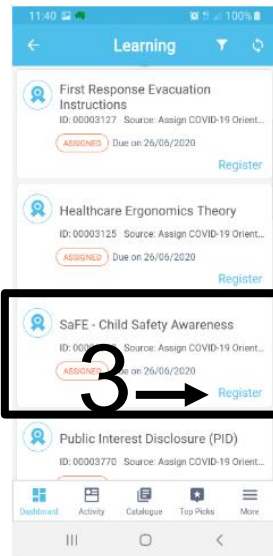 11:40
100%
Learning
First Response Evacuation
Instructions
ID: 00003127 Source: Assign COVID-19 Orient...
ASSIGNED Due on 26/06/2020
Register
Healthcare Ergonomics Theory
ID: 00003125 Source: Assign COVID-19 Orient...
ASSIGNED Due on 26/06/2020
Register
SaFE - Child Safety Awareness
Source: Assign COVID-19 Orient...
on 26/06/2020
3
Register
Public Interest Disclosure (PID)
ID: 00003770 Source: Assign COVID-19 Orient...
Dashboard Activity Catalogue Top Picks More